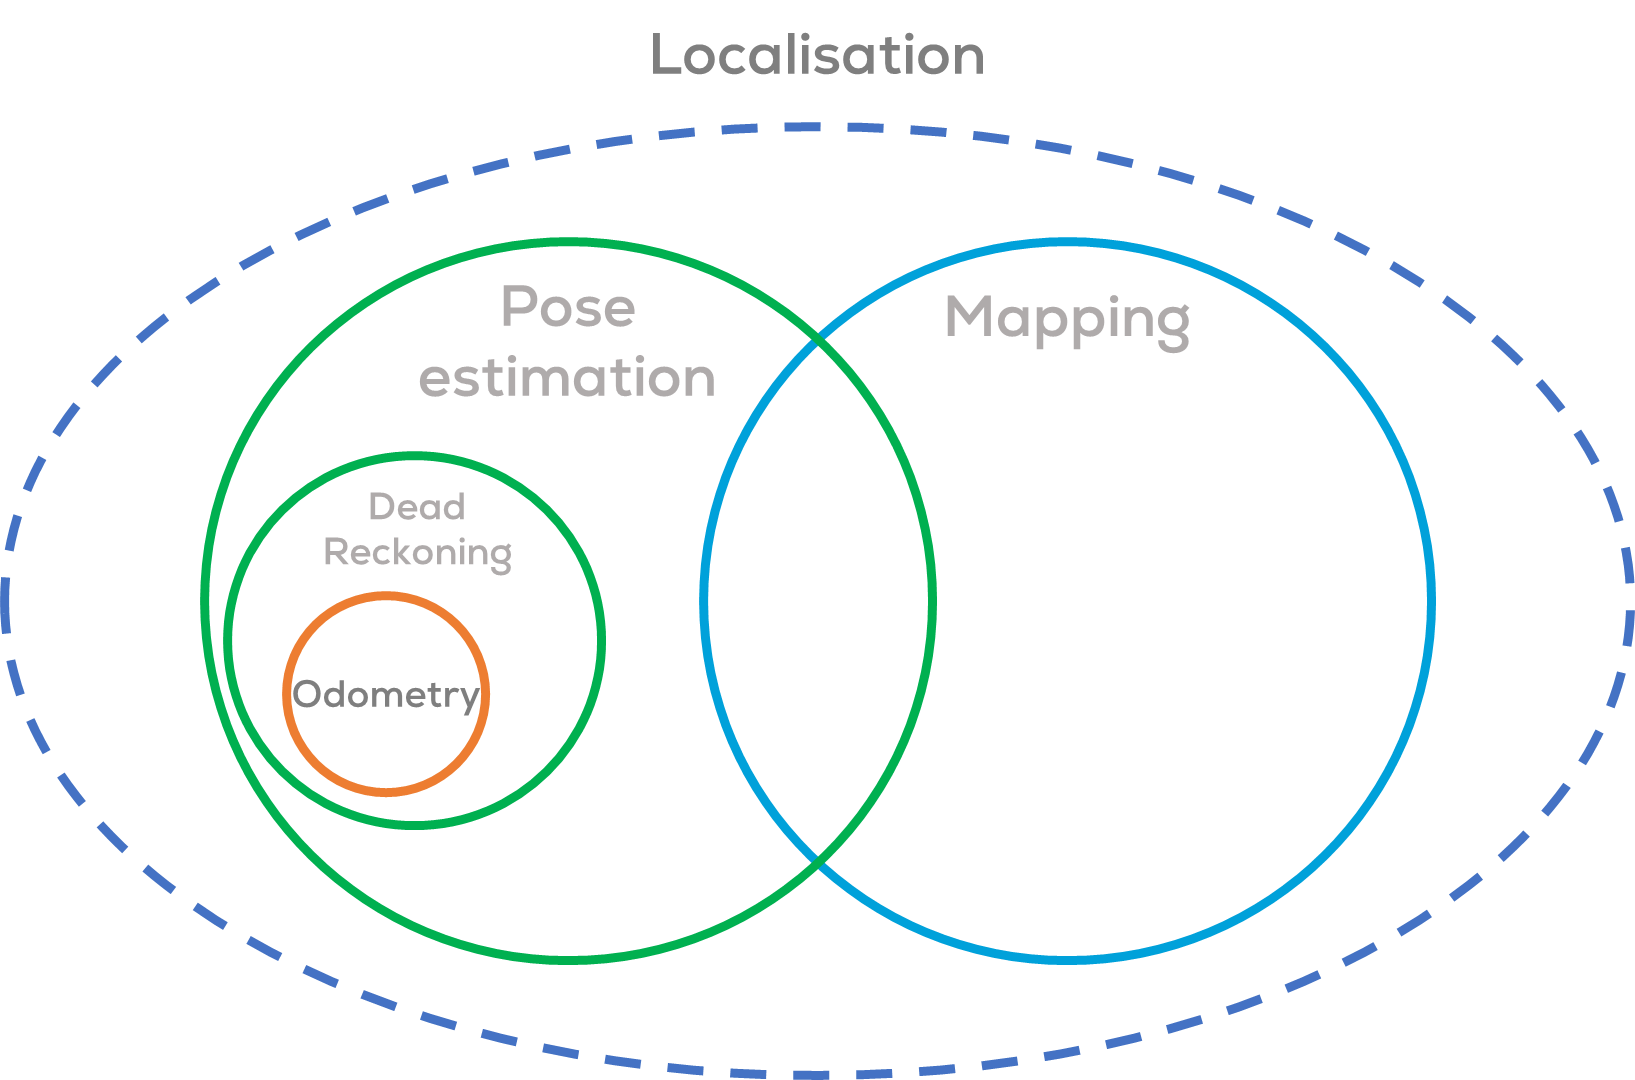 Localisation
Pose
estimation
Mapping
Dead
Reckoning
Odometry